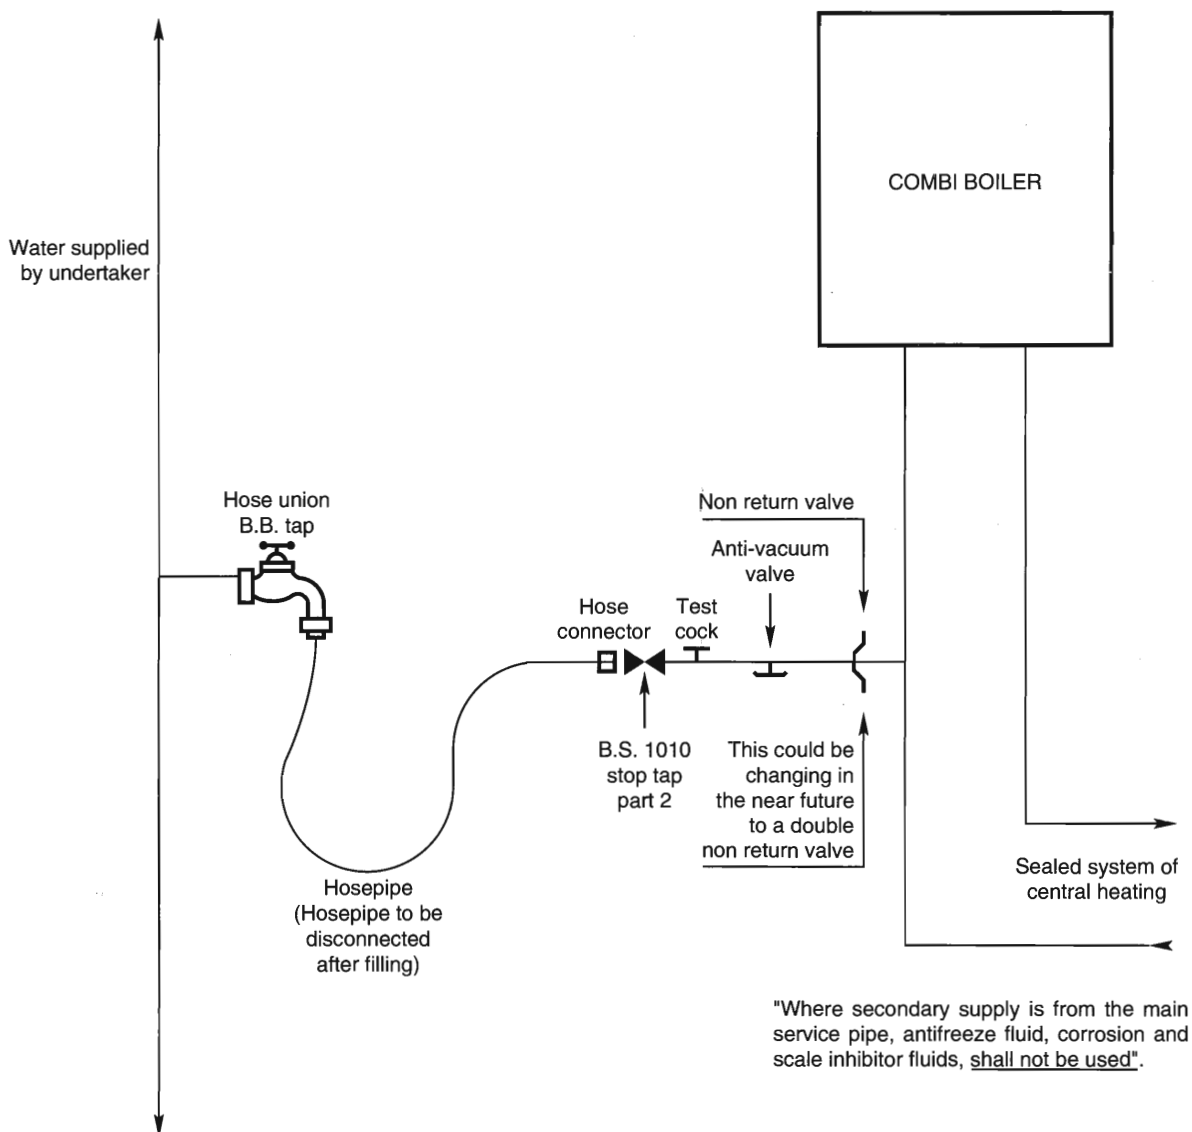 COMBI BOILER
Water supplied
by undertaker
Hose union
B.B. tap
Non return valve
Anti-vacuum
valve
Hose
connector
Test
cock
B.S. 1010
stop tap
part 2
This could be
changing in
the near future
to a double
non return valve
Hosepipe
(Hosepipe to be
disconnected
after filling)
Sealed system of
central heating
"Where secondary supply is from the main
service pipe, antifreeze fluid, corrosion and
scale inhibitor fluids, shall not be used".